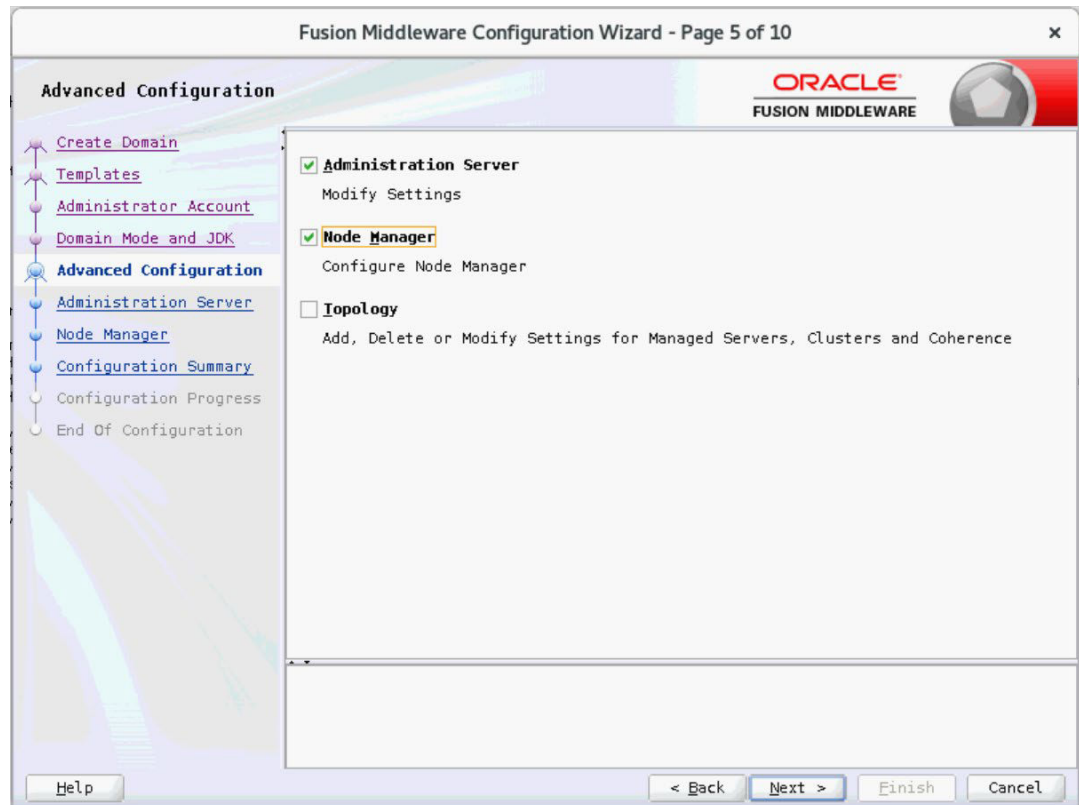 Fusion Middleware Configuration Wizard - Page 5 of 10
Advanced Configuration
ORACLE
FUSION MIDDLEWARE
Create Domain
Templates
Administrator Account
Domain Mode and JDK
Advanced Configuration
Administration Server
Node Manager
Configuration Summary
Configuration Progress
End Of Configuration
Administration Server
Modify Settings
Node Manager
Configure Node Manager
Topology
Add, Delete or Modify Settings for Managed Servers, Clusters and Coherence
Help
< Back
Next >
Finish
Cancel